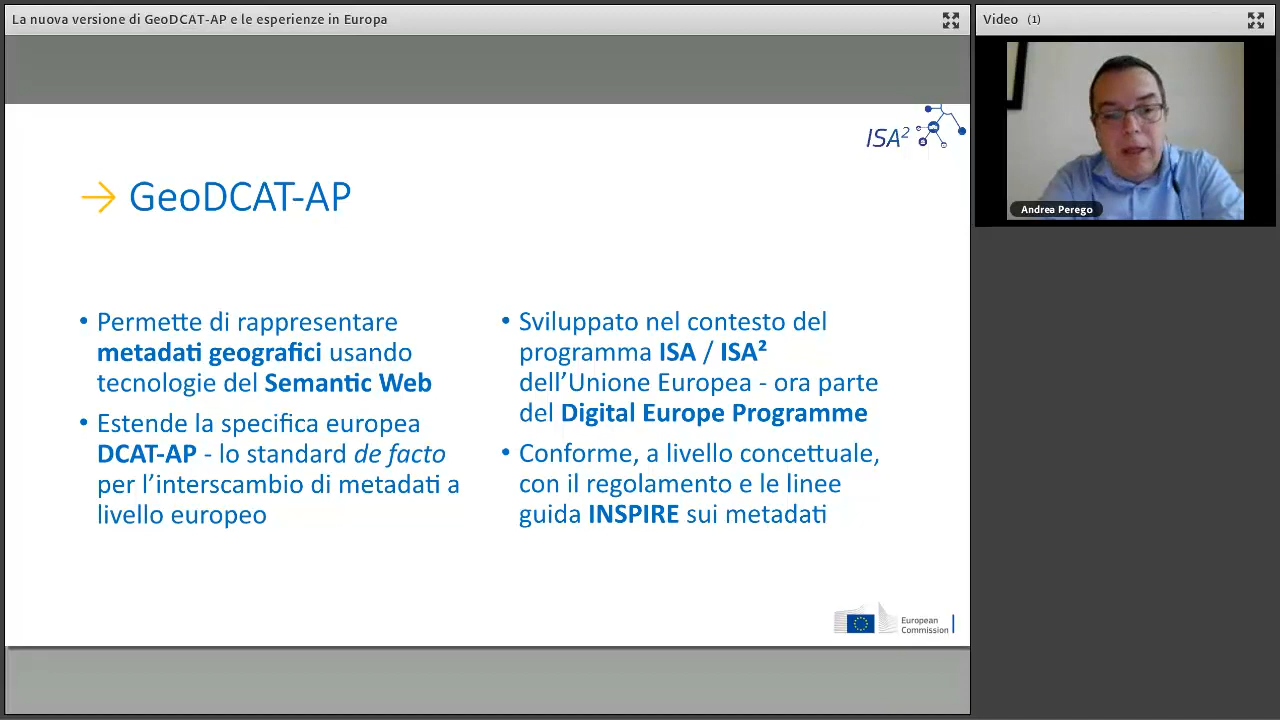 La nuova versione di GeoDCAT-AP e le esperienze in Europa
Video (1)
Andrea Perego
ISA²
→ GeoDCAT-AP
• Permette di rappresentare
metadati geografici usando
tecnologie del Semantic Web
• Estende la specifica europea
DCAT-AP - lo standard de facto
per l’interscambio di metadati a
livello europeo
• Sviluppato nel contesto del
programma ISA / ISA²
dell’Unione Europea - ora parte
del Digital Europe Programme
• Conforme, a livello concettuale,
con il regolamento e le linee
guida INSPIRE sui metadati
European
Commission